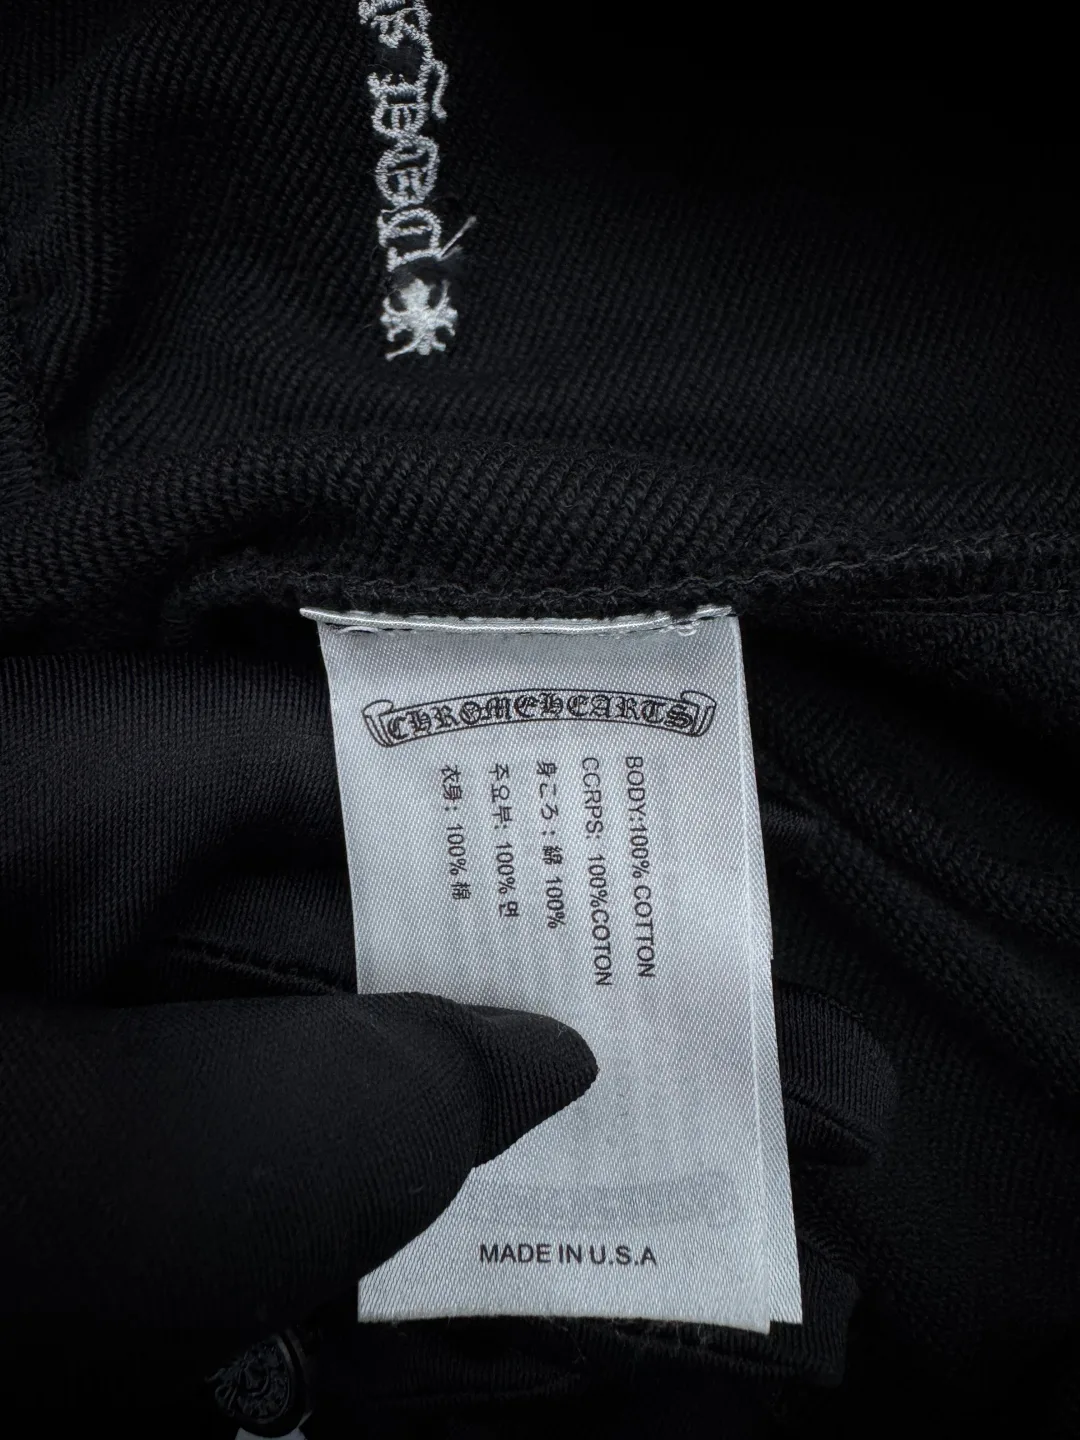 CHROMEHEARTS
BODY:100% COTTON
CCRPS: 100%COTON
身ころ：綿 100%
주요부: 100% 면
衣身：100% 棉
MADE IN U.S.A